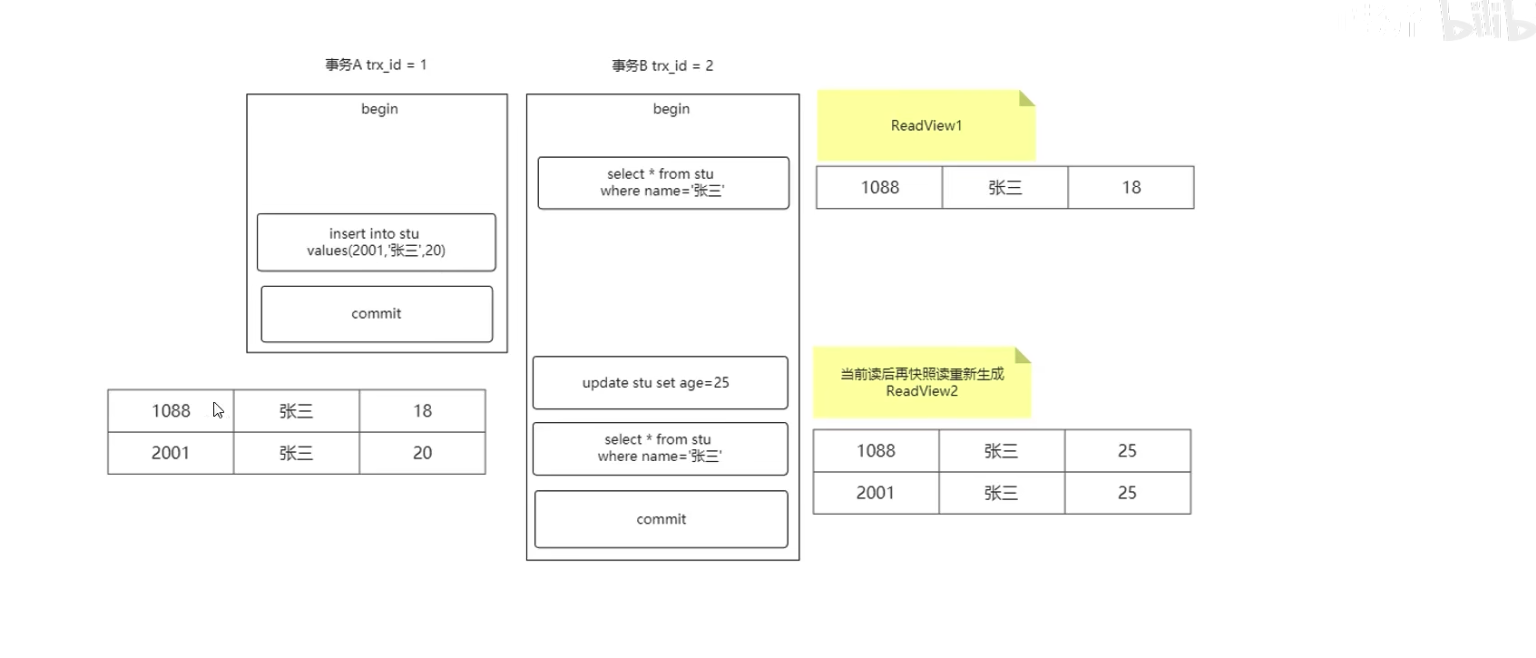 事务A trx_id = 1
事务B trx_id = 2
begin
begin
ReadView1
select * from stu
where name='张三'
1088 张三 18
insert into stu
values(2001,'张三',20)
commit
update stu set age=25
当前读后再快照读重新生成
ReadView2
1088 张三 18
2001 张三 20
select * from stu
where name='张三'
1088 张三 25
2001 张三 25
commit